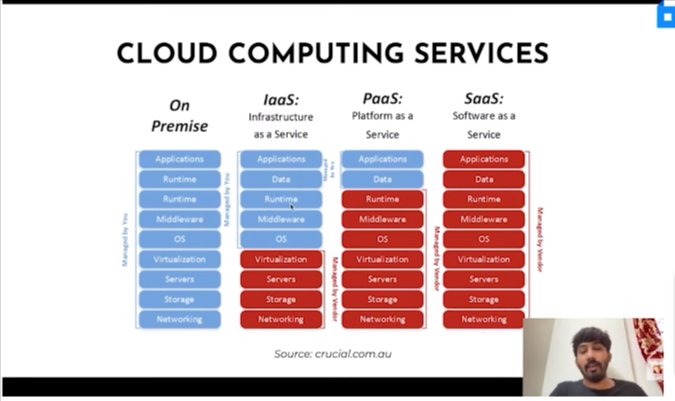 CLOUD COMPUTING SERVICES
On
Premise
Applications
Runtime
Runtime
Middleware
OS
Virtualization
Servers
Storage
Networking
Managed by You
IaaS:
Infrastructure
as a Service
Applications
Data
Runtime
Middleware
OS
Virtualization
Servers
Storage
Networking
Managed by You
Managed by Vendor
PaaS:
Platform as a
Service
Applications
Data
Runtime
Middleware
OS
Virtualization
Servers
Storage
Networking
Managed
by You
Managed by Vendor
SaaS:
Software as a
Service
Applications
Data
Runtime
Middleware
OS
Virtualization
Servers
Storage
Networking
Managed by Vendor
Source: crucial.com.au